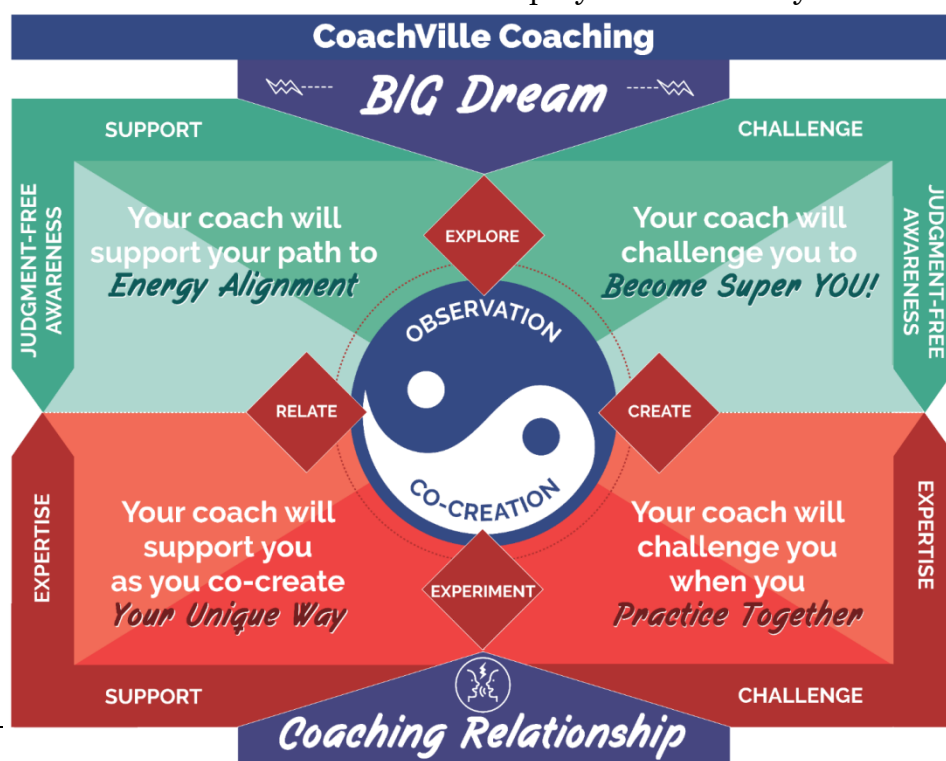 CoachVille Coaching
BIG Dream
SUPPORT
CHALLENGE
JUDGMENT-FREE
AWARENESS
Your coach will
support your path to
Energy Alignment
EXPLORE
Your coach will
challenge you to
Become Super YOU!
JUDGMENT-FREE
AWARENESS
OBSERVATION
RELATE
CREATE
CO-CREATION
EXPERTISE
Your coach will
support you
as you co-create
Your Unique Way
EXPERIMENT
Your coach will
challenge you
when you
Practice Together
EXPERTISE
SUPPORT
CHALLENGE
Coaching Relationship